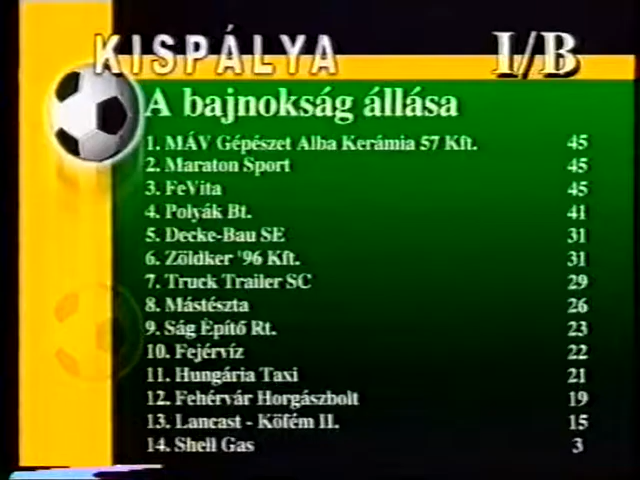 KISPÁLYA I/B
A bajnokság állása
1. MÁV Gépészet Alba Kerámia 57 Kft. 45
2. Maraton Sport 45
3. FeVita 45
4. Polyák Bt. 41
5. Decke-Bau SE 31
6. Zöldker '96 Kft. 31
7. Truck Trailer SC 29
8. Mástészta 26
9. Ság Építő Rt. 23
10. Fejérvíz 22
11. Hungária Taxi 21
12. Fehérvár Horgászbolt 19
13. Lancast - Köfém II. 15
14. Shell Gas 3